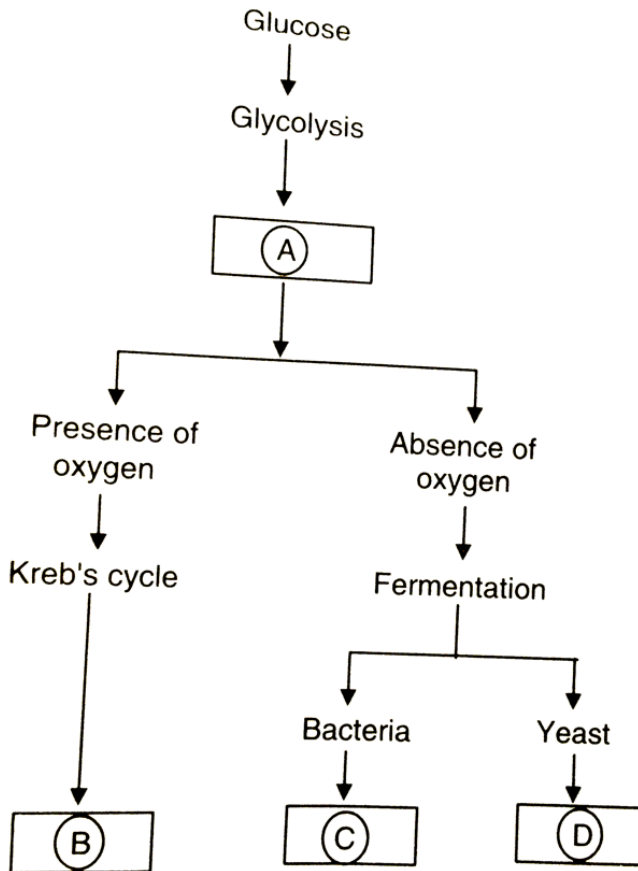 Glucose
Glycolysis
A
Presence of
oxygen
Absence of
oxygen
Kreb's cycle
Fermentation
Bacteria
Yeast
B
C
D